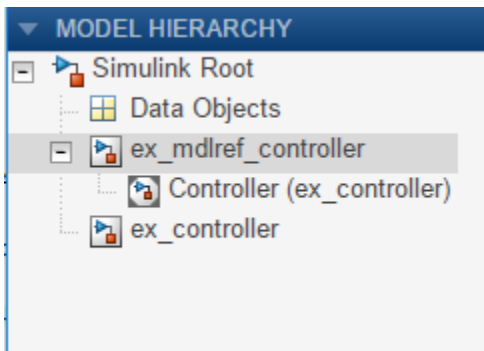 MODEL HIERARCHY
Simulink Root
Data Objects
ex_mdlref_controller
Controller (ex_controller)
ex_controller